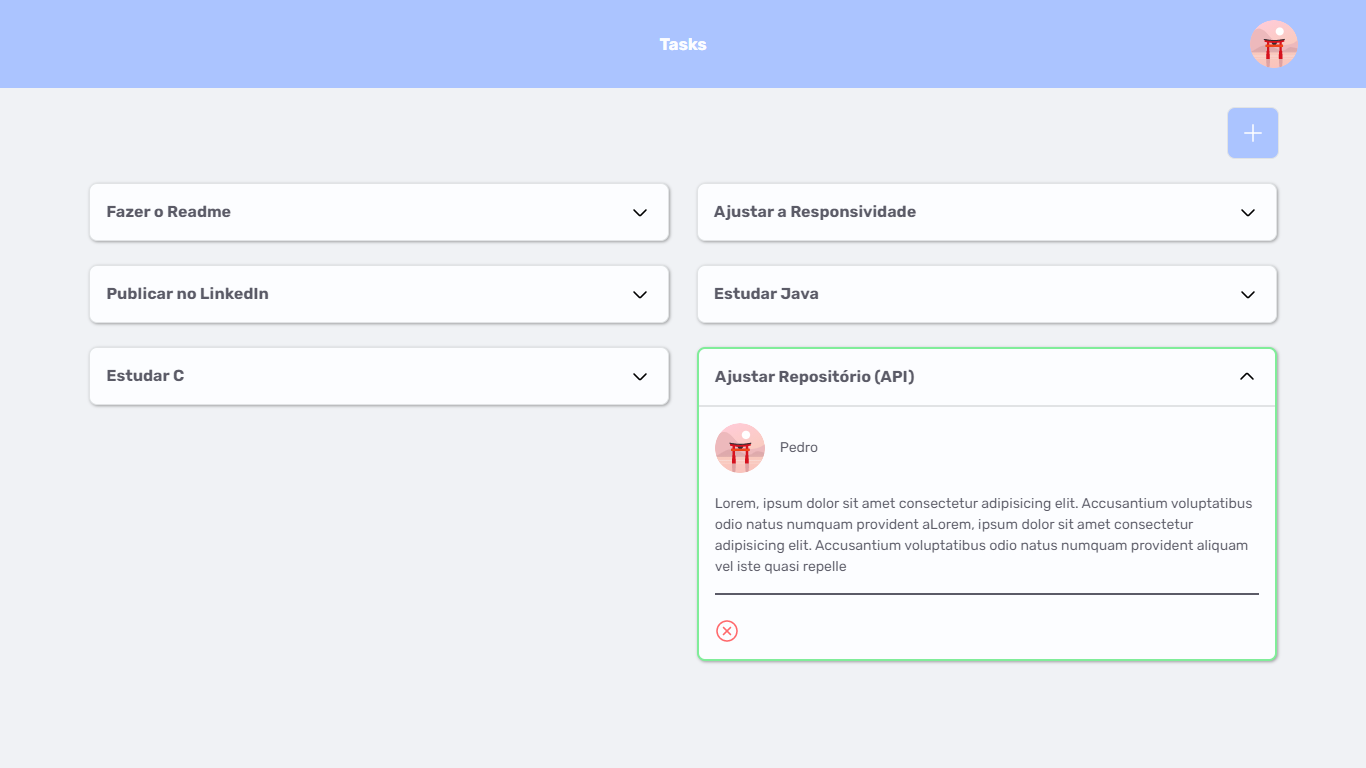 Tasks
Fazer o Readme
Ajustar a Responsividade
Publicar no LinkedIn
Estudar Java
Estudar C
Ajustar Repositório (API)
Pedro
Lorem, ipsum dolor sit amet consectetur adipisicing elit. Accusantium voluptatibus
odio natus numquam provident aLorem, ipsum dolor sit amet consectetur
adipisicing elit. Accusantium voluptatibus odio natus numquam provident aliquam
vel iste quasi repelle